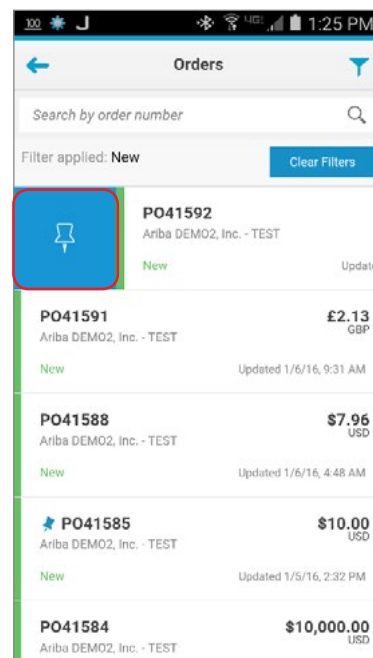 100 J 4G 1:25 PM
Orders
Search by order number
Filter applied: New Clear Filters
PO41592
Ariba DEMO2, Inc. - TEST
New Updat
PO41591 £2.13
Ariba DEMO2, Inc. - TEST GBP
New Updated 1/6/16, 9:31 AM
PO41588 $7.96
Ariba DEMO2, Inc. - TEST USD
New Updated 1/6/16, 4:48 AM
PO41585 $10.00
Ariba DEMO2, Inc. - TEST USD
New Updated 1/5/16, 2:32 PM
PO41584 $10,000.00
Ariba DEMO2, Inc. - TEST USD